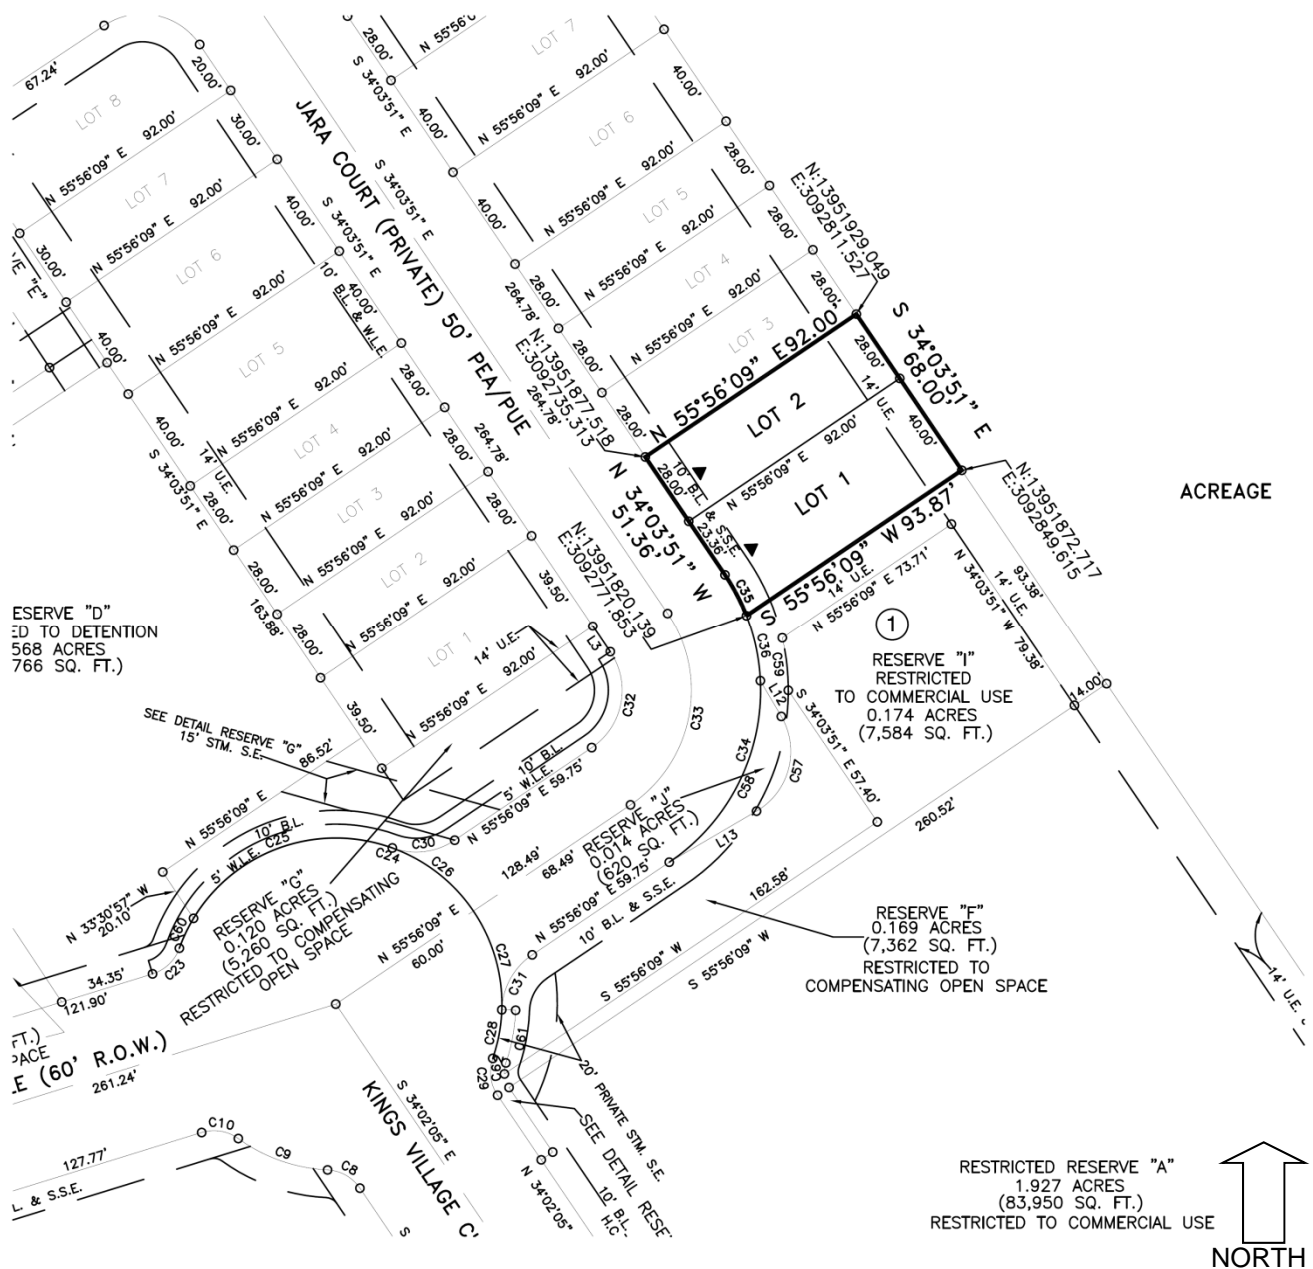 67.24'
20.00'
LOT 8
N 55°56'09" E 92.00'
30.00'
LOT 7
N 55°56'09" E 92.00'
40.00'
S 34°03'51" E
LOT 6
N 55°56'09" E 92.00'
30.00'
VE "E"
40.00'
10' B.L. & W.L.E.
40.00'
LOT 5
N 55°56'09" E 92.00'
28.00'
40.00'
S 34°03'51" E
14' U.E.
LOT 4
N 55°56'09" E 92.00'
264.78'
28.00'
LOT 3
N 55°56'09" E 92.00'
28.00'
163.88'
LOT 2
N 55°56'09" E 92.00'
39.50'
28.00'
LOT 1
14' U.E.
L3
N 55°56'09" E 92.00'
39.50'
JARA COURT (PRIVATE) 50' PEA/PUE
S 34°03'51" E
28.00'
S 34°03'51" E
N 55°56'
LOT 7
N 55°56'09" E 92.00'
40.00'
40.00'
LOT 6
N 55°56'09" E 92.00'
40.00'
28.00'
LOT 5
N 55°56'09" E 92.00'
28.00'
28.00'
264.78'
LOT 4
N 55°56'09" E 92.00'
28.00'
28.00'
LOT 3
28.00'
N:13951929.049
E:3092811.527
N:13951877.518
E:3092735.313
264.78'
N 55°56'09" E 92.00'
28.00'
S 34°03'51" E
68.00'
LOT 2
14' U.E.
28.00'
10' B.L. & S.S.E.
N 55°56'09" E 92.00'
40.00'
LOT 1
23.36'
N 34°03'51" W
51.36'
C35
S 55°56'09" W 93.87'
N:13951872.717
E:3092849.615
N:13951820.139
E:3092771.853
ACREAGE
14' U.E.
N 55°56'09" E 73.71'
93.38'
14' U.E.
N 34°03'51" W 79.38'
14.00'
1
RESERVE "I"
RESTRICTED
TO COMMERCIAL USE
0.174 ACRES
(7,584 SQ. FT.)
C36
C59
L12
S 34°03'51" E 57.40'
C34
C57
C58
L13
C32
C33
ESERVE "D"
ED TO DETENTION
568 ACRES
766 SQ. FT.)
SEE DETAIL RESERVE "G"
15' STM. S.E.
86.52'
N 55°56'09" E
10' B.L.
5' W.L.E.
N 55°56'09" E 59.75'
10' B.L.
5' W.L.E. C25
C24
C30
C26
128.49'
68.49'
RESERVE "J"
0.014 ACRES
(620 SQ. FT.)
N 55°56'09" E 59.75'
10' B.L. & S.S.E.
260.52'
162.58'
S 55°56'09" W
S 55°56'09" W
RESERVE "F"
0.169 ACRES
(7,362 SQ. FT.)
RESTRICTED TO
COMPENSATING OPEN SPACE
N 33°30'57" W
20.10'
C60
C23
34.35'
121.90'
RESERVE "G"
0.120 ACRES
(5,260 SQ. FT.)
RESTRICTED TO COMPENSATING
OPEN SPACE
N 55°56'09" E
60.00'
C27
C31
C28
C61
C62
C29
FT.)
PACE
LE (60' R.O.W.)
261.24'
S 34°02'05" E
KINGS VILLAGE C
20' PRIVATE STM. S.E.
SEE DETAIL RESE
N 34°02'05"
10' B.L.
H.C
14' U.E.
C10
C9
C8
127.77'
L. & S.S.E.
S
RESTRICTED RESERVE "A"
1.927 ACRES
(83,950 SQ. FT.)
RESTRICTED TO COMMERCIAL USE
N 55°56'09" E 92.00'
NORTH